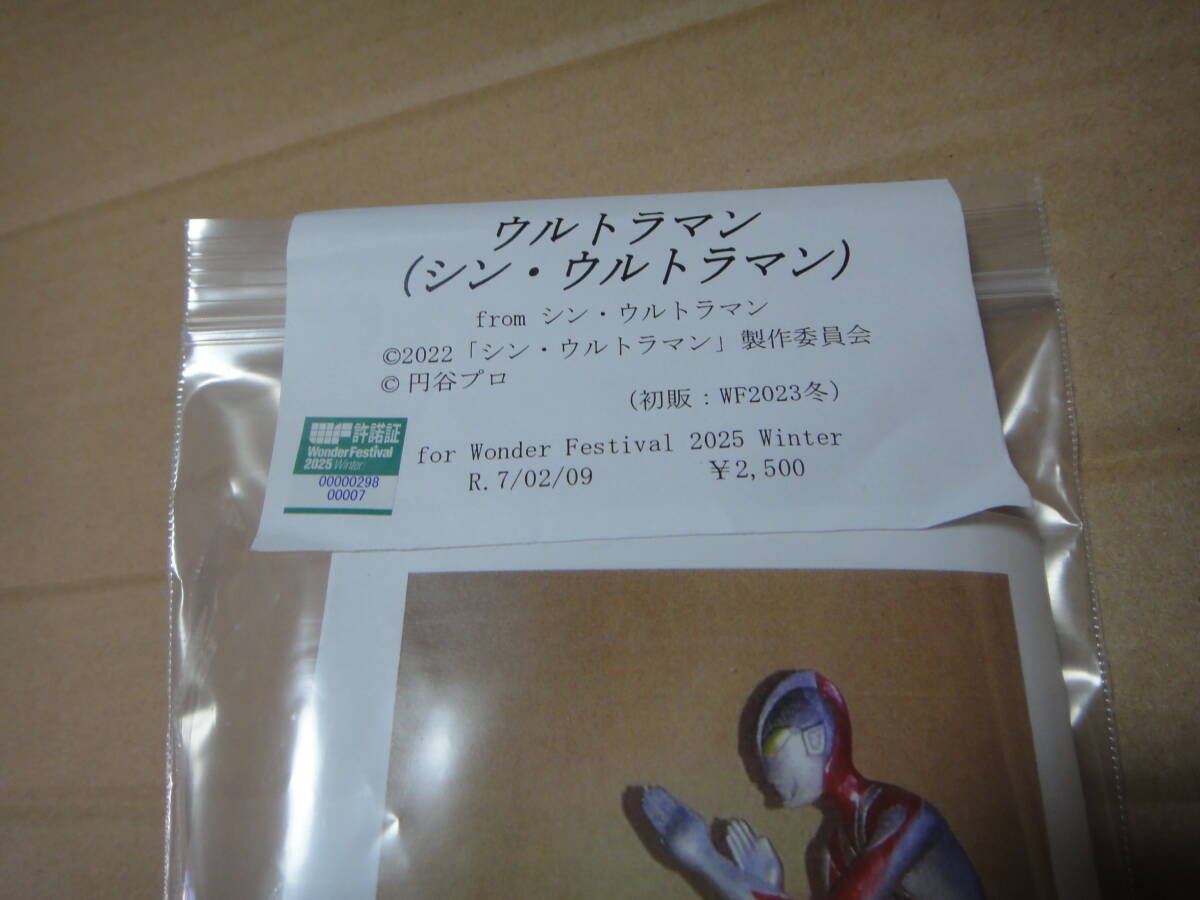 ウルトラマン
(シン・ウルトラマン)
from シン・ウルトラマン
©2022「シン・ウルトラマン」製作委員会
©円谷プロ
(初販:WF2023冬)
for Wonder Festival 2025 Winter
R.7/02/09 ￥2,500
WF 許諾証
Wonder Festival
2025 Winter
00000298
00007